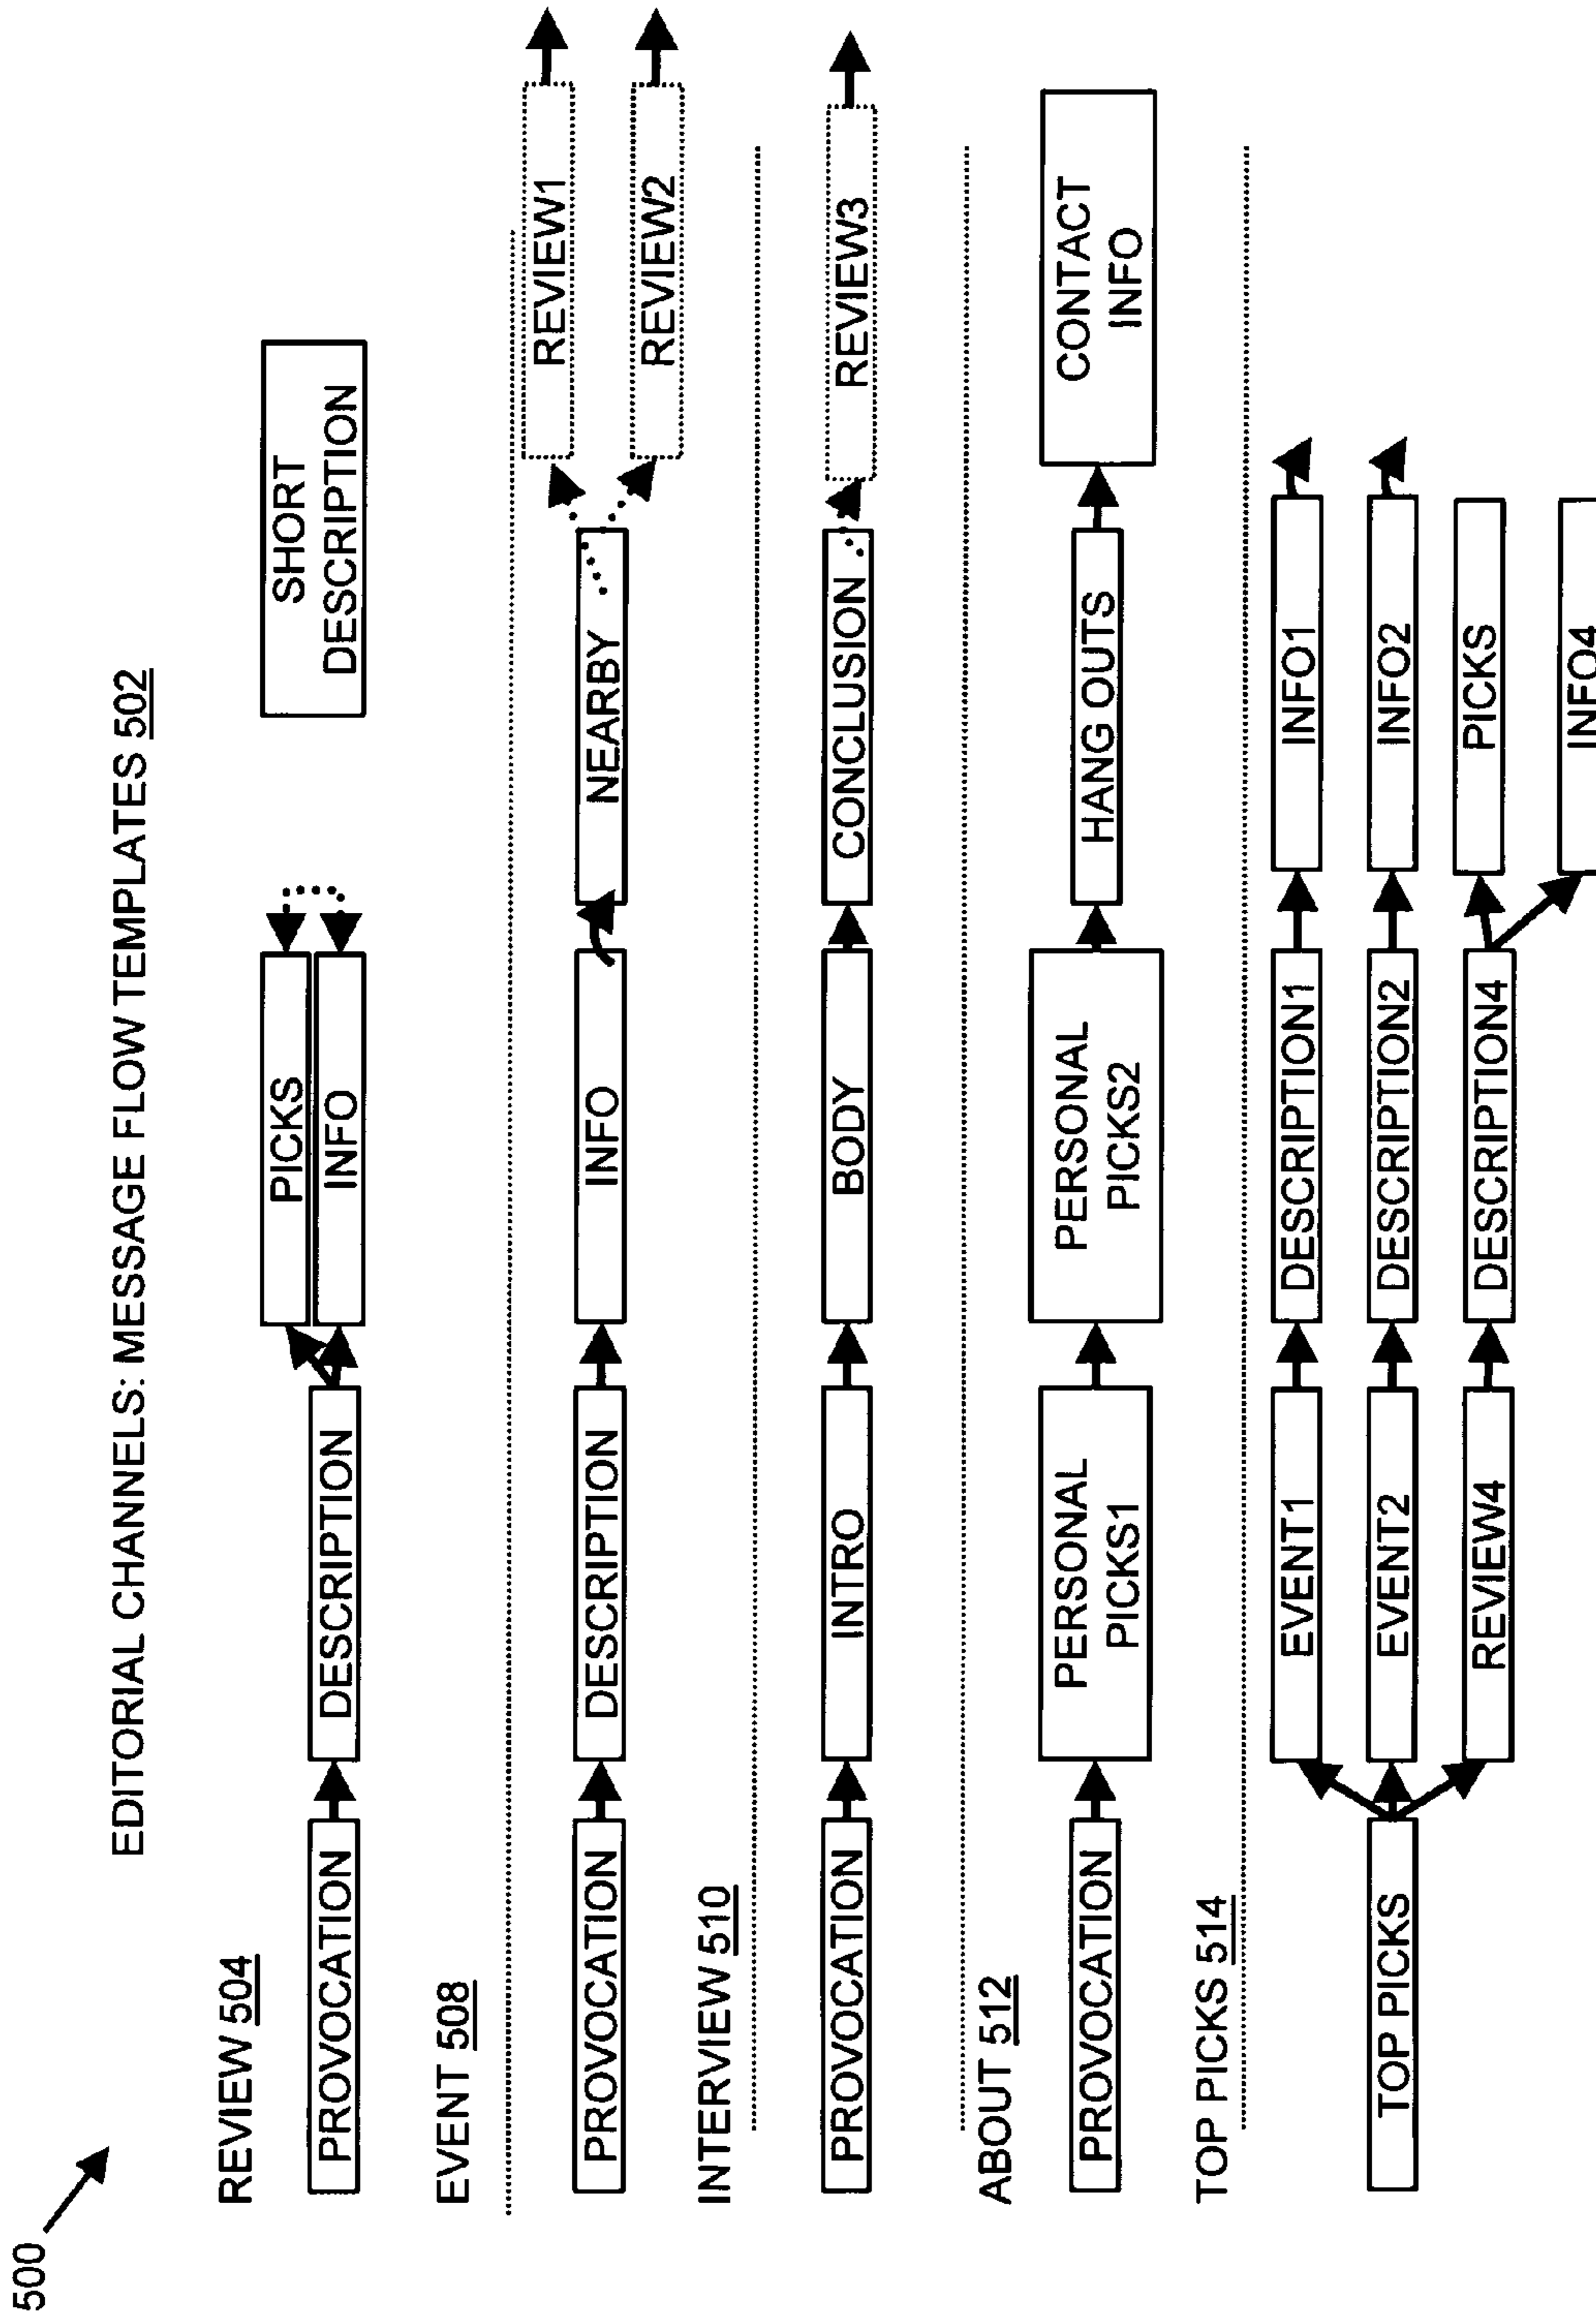 500
EDITORIAL CHANNELS: MESSAGE FLOW TEMPLATES 502
REVIEW 504
PROVOCATION
DESCRIPTION
PICKS
INFO
SHORT
DESCRIPTION
EVENT 508
PROVOCATION
DESCRIPTION
INFO
NEARBY
REVIEW1
REVIEW2
INTERVIEW 510
PROVOCATION
INTRO
BODY
CONCLUSION
REVIEW3
ABOUT 512
PROVOCATION
PERSONAL
PICKS1
PERSONAL
PICKS2
HANG OUTS
CONTACT
INFO
TOP PICKS 514
TOP PICKS
EVENT1
DESCRIPTION1
INFO1
EVENT2
DESCRIPTION2
INFO2
REVIEW4
DESCRIPTION4
PICKS
INFO4